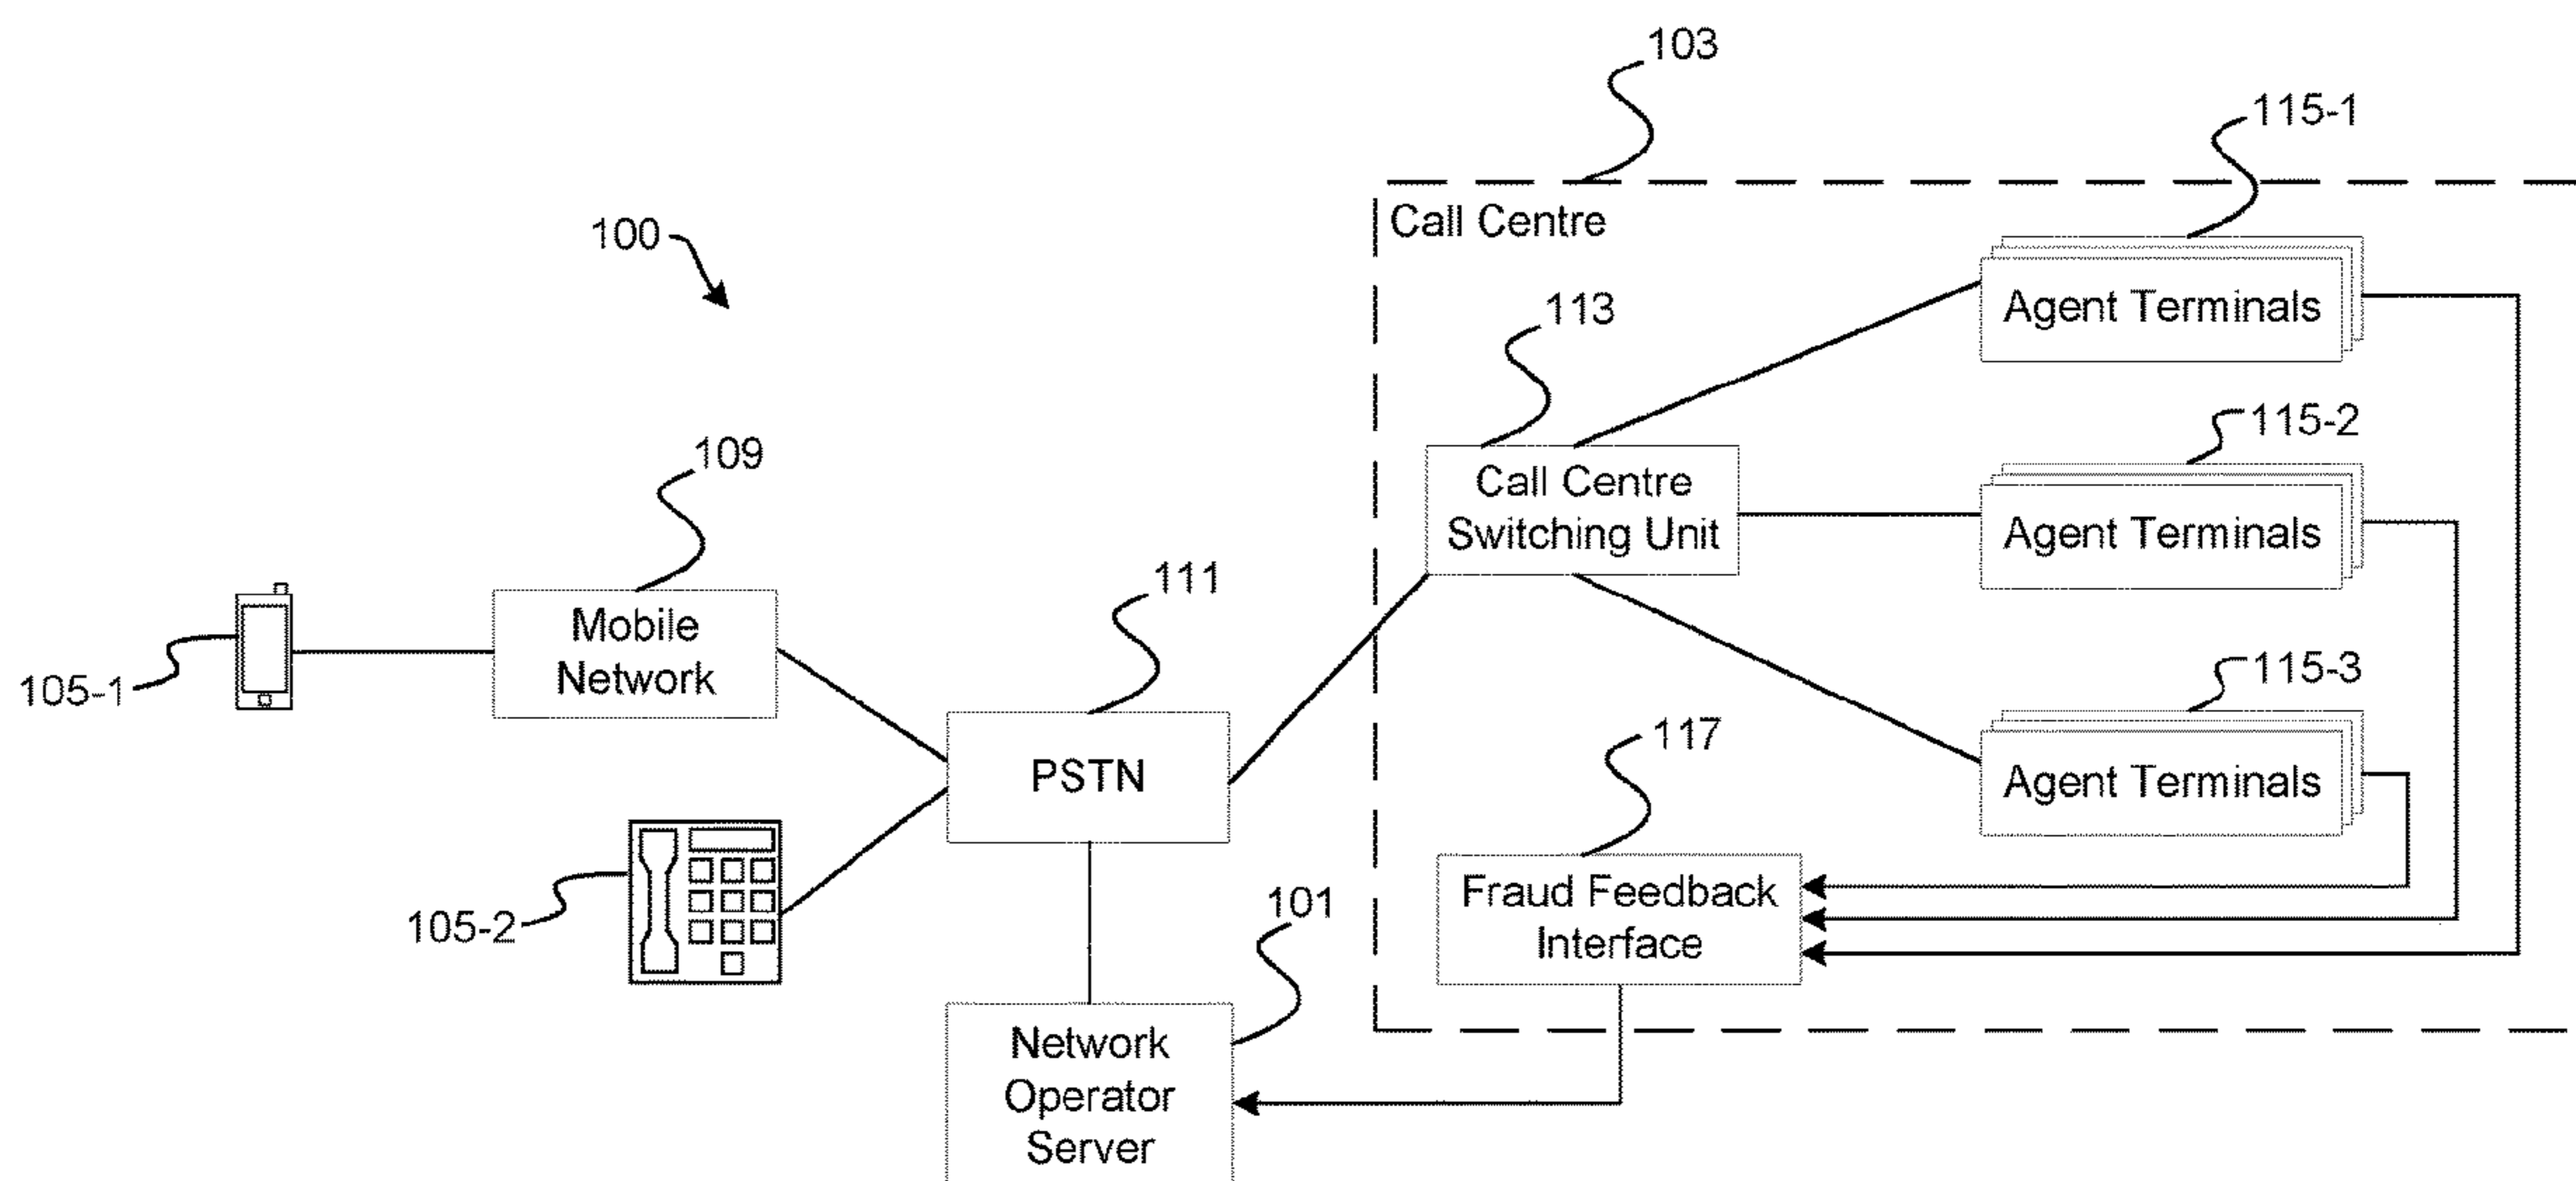 103
115-1
Call Centre
100
Agent Terminals
113
115-2
109
Call Centre
Switching Unit
Agent Terminals
111
Mobile
Network
105-1
115-3
117
PSTN
Agent Terminals
Fraud Feedback
Interface
105-2
101
Network
Operator
Server